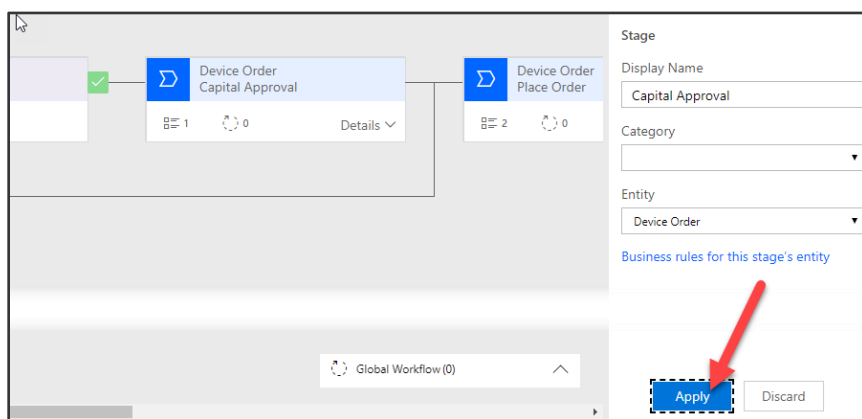 Device Order
Capital Approval
1
0
Details
Device Order
Place Order
2
0
Global Workflow (0)
Stage
Display Name
Capital Approval
Category
Entity
Device Order
Business rules for this stage's entity
Apply
Discard